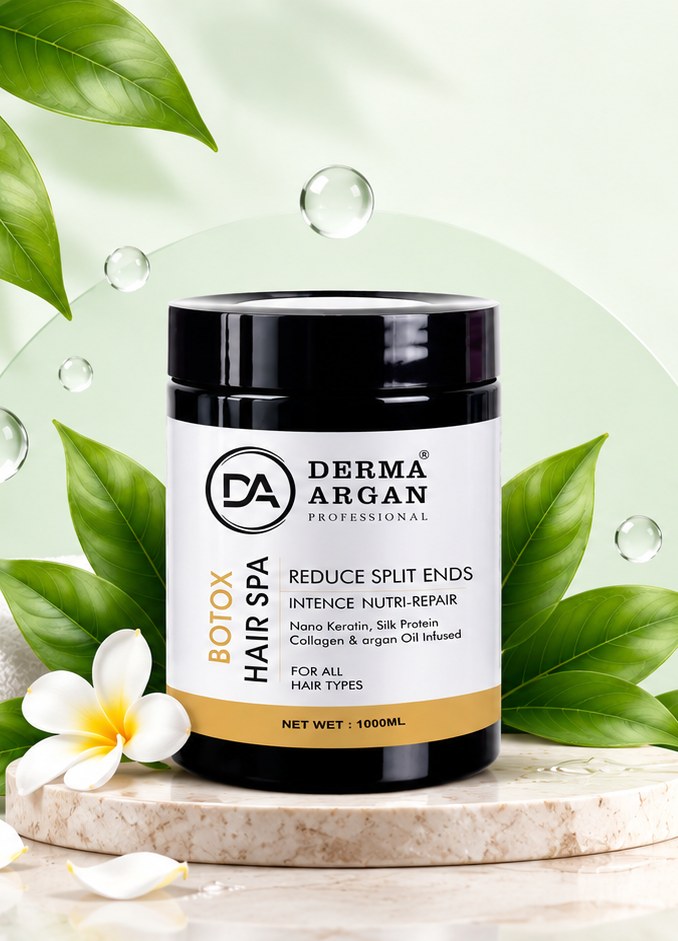 DA
DERMA®
ARGAN
PROFESSIONAL
BOTOX
HAIR SPA
REDUCE SPLIT ENDS
INTENCE NUTRI-REPAIR
Nano Keratin, Silk Protein
Collagen & argan Oil Infused
FOR ALL
HAIR TYPES
NET WET : 1000ML